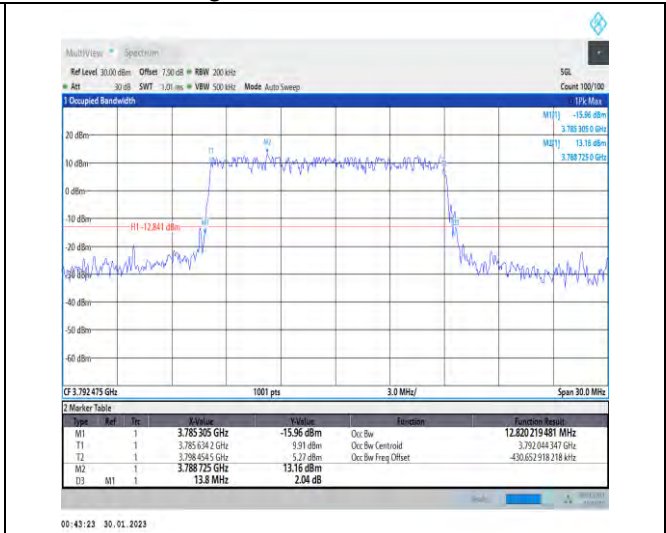 MultiView Spectrum
Ref Level 30.00 dBm Offset 7.90 dB RBW 200 kHz SGL
Att 30 dB SWT 1.01 ms VBW 500 kHz Mode Auto Sweep Count 100/100
1 Occupied Bandwidth 1Pk Max
M1[1] -15.96 dBm
3.785 305 0 GHz
M2[1] 13.16 dBm
3.788 725 0 GHz
20 dBm
M2
T1
10 dBm
0 dBm
-10 dBm
H1 -12.841 dBm
M1
D3
-20 dBm
-30 dBm
-40 dBm
-50 dBm
-60 dBm
CF 3.792 475 GHz 1001 pts 3.0 MHz/ Span 30.0 MHz
2 Marker Table
Type Ref Trc X-Value Y-Value Function Function Result
M1 1 3.785 305 GHz -15.96 dBm Occ Bw 12.820 219 481 MHz
T1 1 3.785 634 2 GHz 9.91 dBm Occ Bw Centroid 3.792 044 347 GHz
T2 1 3.798 454 5 GHz 5.27 dBm Occ Bw Freq Offset -430.652 918 218 kHz
M2 1 3.788 725 GHz 13.16 dBm
D3 M1 1 13.8 MHz 2.04 dB
00:43:23 30.01.2023